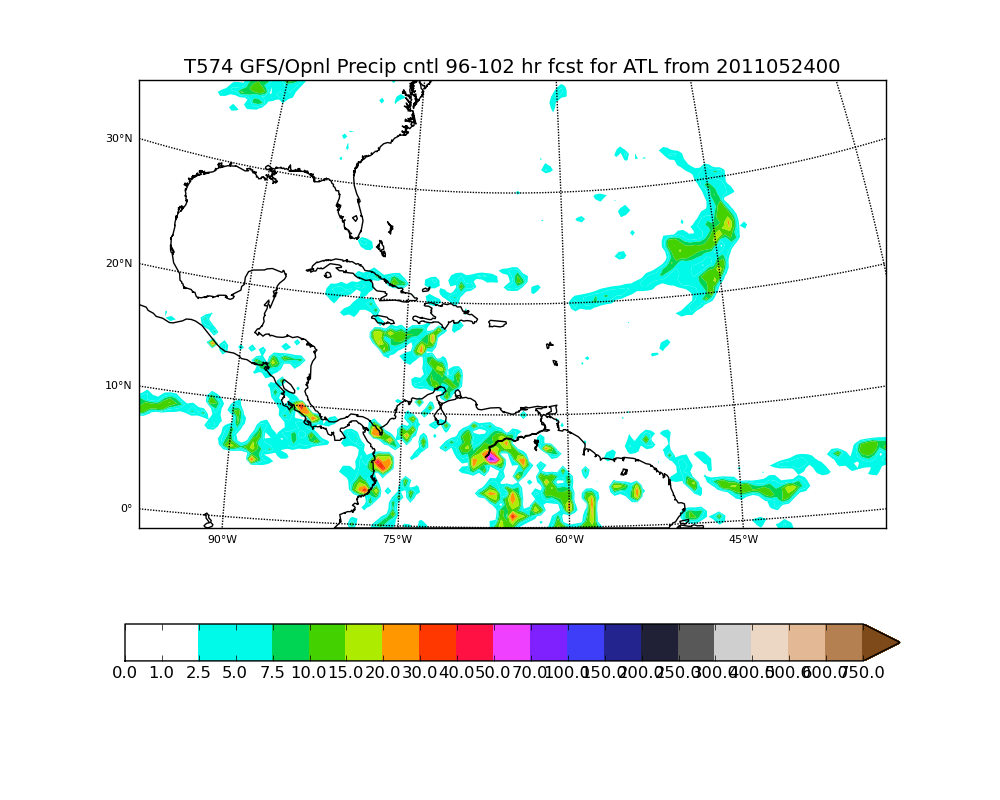 T574 GFS/Opnl Precip cntl 96-102 hr fcst for ATL from 2011052400
30°N
20°N
10°N
0°
90°W 75°W 60°W 45°W
0.0 1.0 2.5 5.0 7.5 10.0 15.0 20.0 30.0 40.0 50.0 70.0 100.0 150.0 200.0 250.0 300.0 400.0 500.0 600.0 750.0